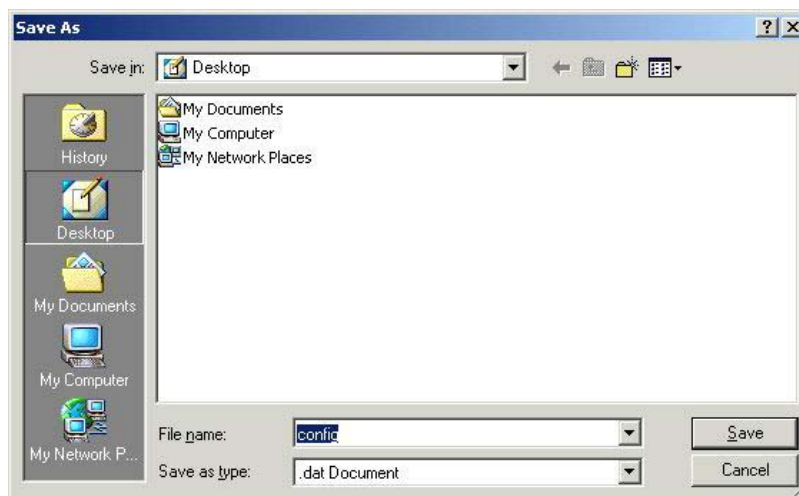 Save As
Save in: Desktop
History
Desktop
My Documents
My Computer
My Network P...
My Documents
My Computer
My Network Places
File name: config Save
Save as type: .dat Document Cancel